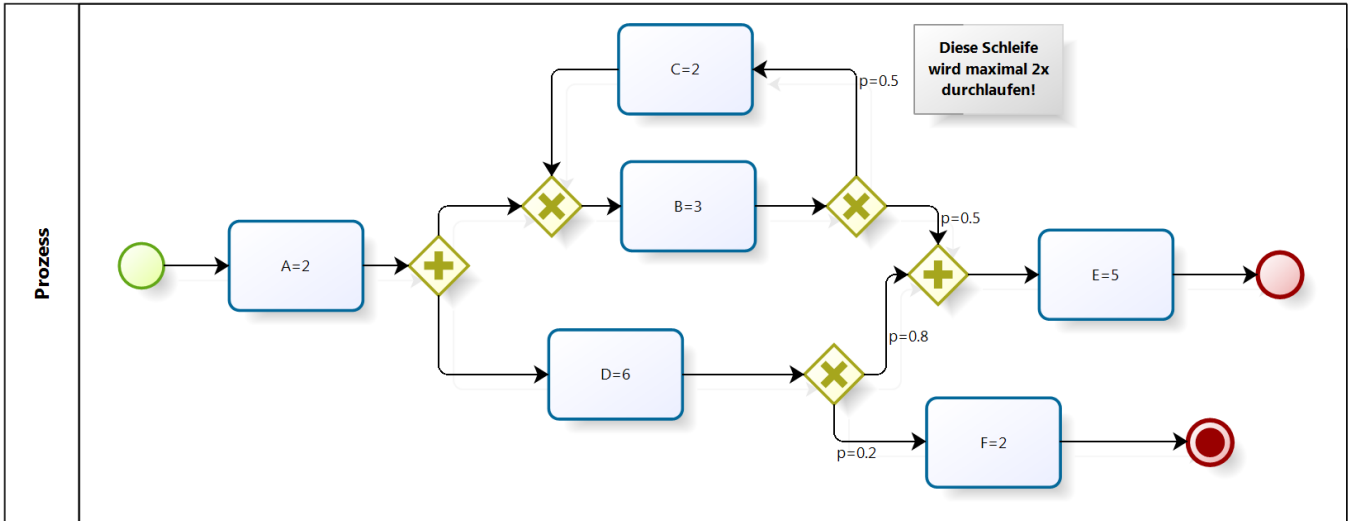 Prozess
A=2
C=2
p=0.5
Diese Schleife
wird maximal 2x
durchlaufen!
B=3
p=0.5
E=5
D=6
p=0.8
p=0.2
F=2